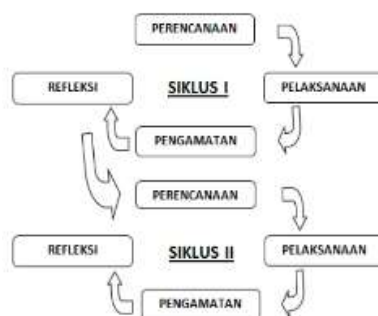 PERENCANAAN
REFLEKSI
SIKLUS I
PELAKSANAAN
PENGAMATAN
PERENCANAAN
REFLEKSI
SIKLUS II
PELAKSANAAN
PENGAMATAN